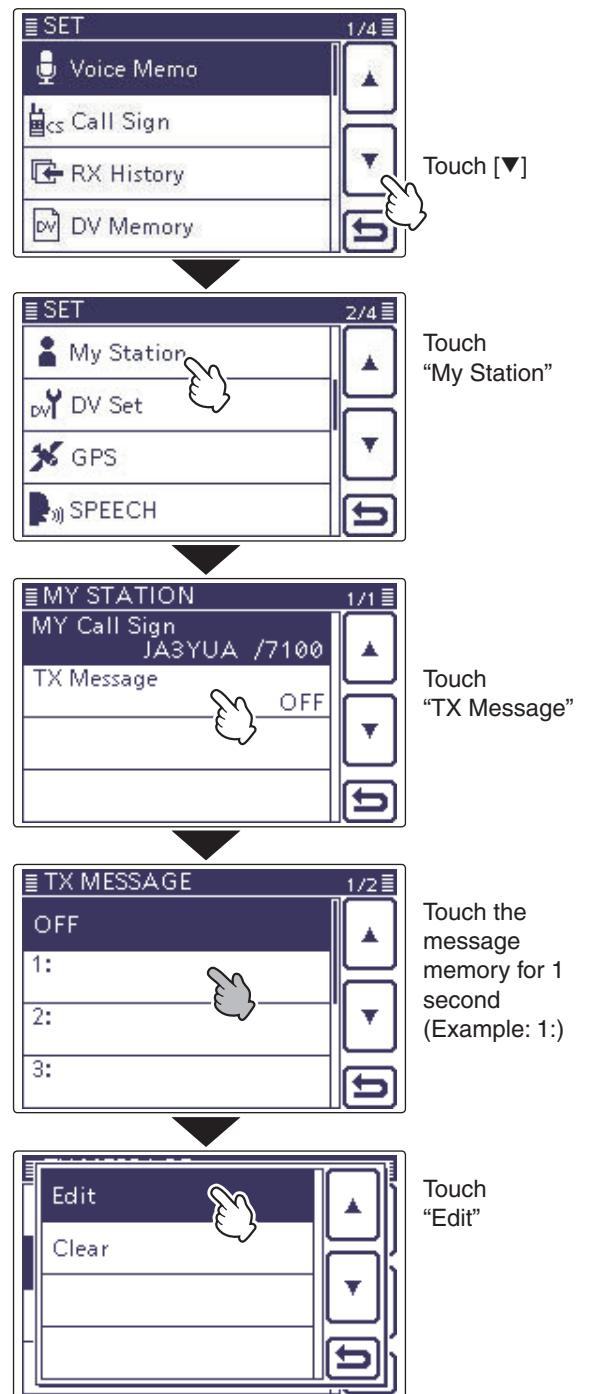 SET 1/4
Voice Memo
CS Call Sign
RX History
DV DV Memory
Touch [▼]
SET 2/4
My Station
DV DV Set
GPS
SPEECH
Touch
“My Station”
MY STATION 1/1
MY Call Sign
JA3YUA /7100
TX Message
OFF
Touch
“TX Message”
TX MESSAGE 1/2
OFF
1:
2:
3:
Touch the
message
memory for 1
second
(Example: 1:)
Edit
Clear
Touch
“Edit”